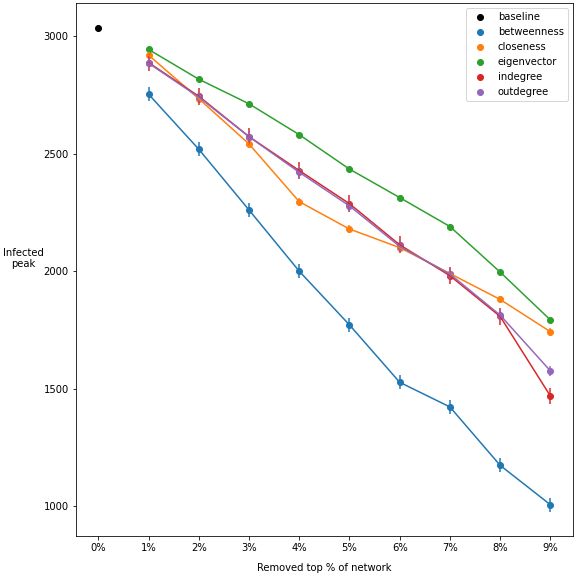 3000
2500
2000
1500
1000
Infected
peak
baseline
betweenness
closeness
eigenvector
indegree
outdegree
0% 1% 2% 3% 4% 5% 6% 7% 8% 9%
Removed top % of network